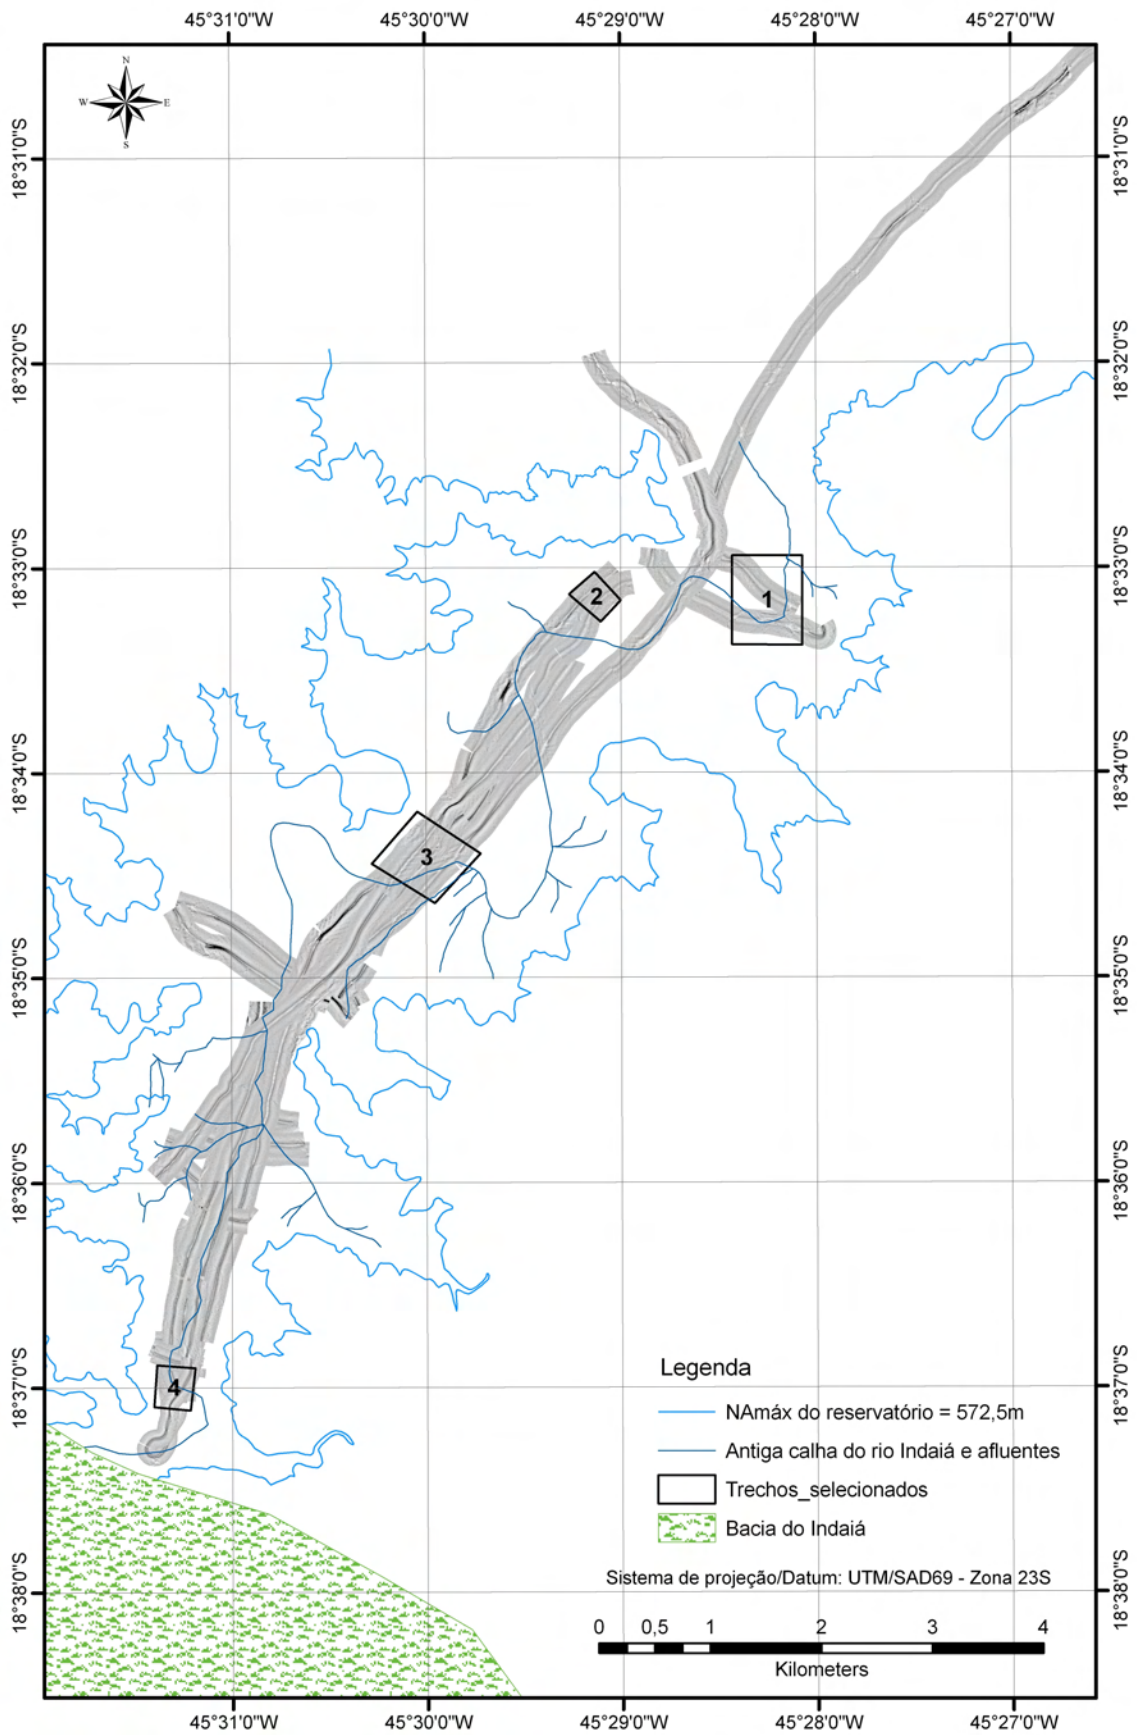 45°31'0"W 45°30'0"W 45°29'0"W 45°28'0"W 45°27'0"W
N
W E
S
18°31'0"S 18°31'0"S
18°32'0"S 18°32'0"S
18°33'0"S 18°33'0"S
2
1
18°34'0"S 18°34'0"S
3
18°35'0"S 18°35'0"S
18°36'0"S 18°36'0"S
Legenda
4
18°37'0"S 18°37'0"S
NAmáx do reservatório = 572,5m
Antiga calha do rio Indaiá e afluentes
Trechos_selecionados
Bacia do Indaiá
Sistema de projeção/Datum: UTM/SAD69 - Zona 23S
18°38'0"S 18°38'0"S
0 0,5 1 2 3 4
Kilometers
45°31'0"W 45°30'0"W 45°29'0"W 45°28'0"W 45°27'0"W